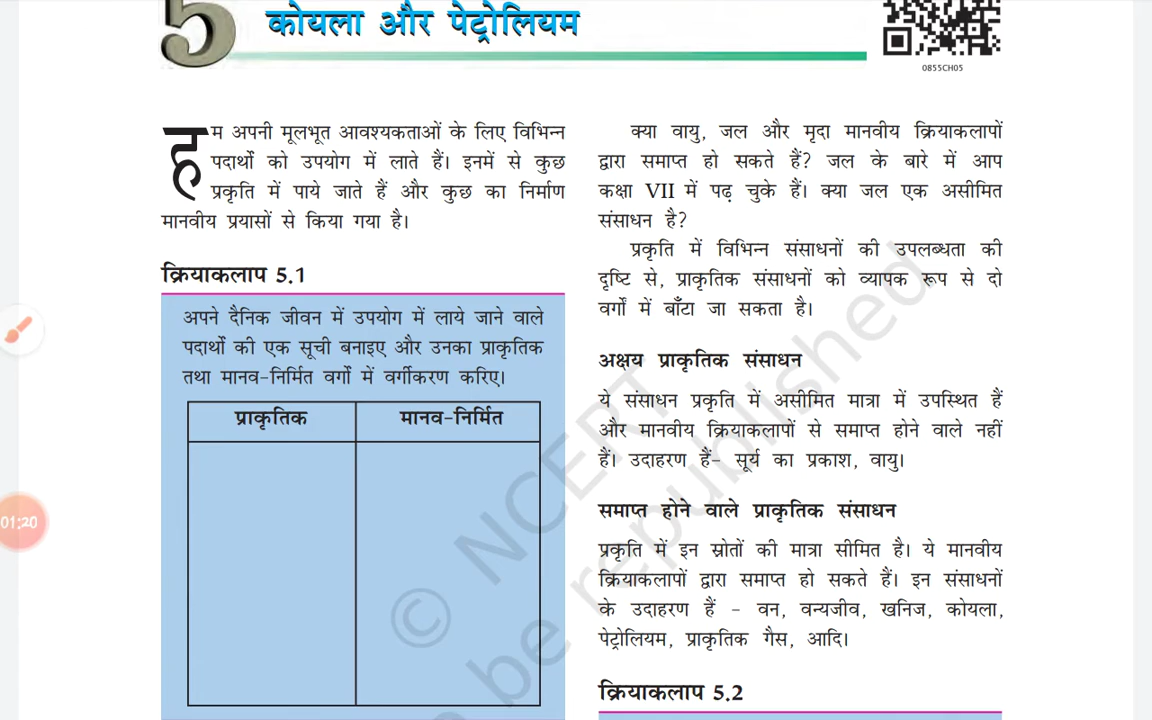 5 कोयला और पेट्रोलियम
0855CH05
हम अपनी मूलभूत आवश्यकताओं के लिए विभिन्न
पदार्थों को उपयोग में लाते हैं। इनमें से कुछ
प्रकृति में पाये जाते हैं और कुछ का निर्माण
मानवीय प्रयासों से किया गया है।
क्रियाकलाप 5.1
अपने दैनिक जीवन में उपयोग में लाये जाने वाले
पदार्थों की एक सूची बनाइए और उनका प्राकृतिक
तथा मानव-निर्मित वर्गों में वर्गीकरण करिए।
प्राकृतिक मानव-निर्मित
क्या वायु, जल और मृदा मानवीय क्रियाकलापों
द्वारा समाप्त हो सकते हैं? जल के बारे में आप
कक्षा VII में पढ़ चुके हैं। क्या जल एक असीमित
संसाधन है?
प्रकृति में विभिन्न संसाधनों की उपलब्धता की
दृष्टि से, प्राकृतिक संसाधनों को व्यापक रूप से दो
वर्गों में बाँटा जा सकता है।
अक्षय प्राकृतिक संसाधन
ये संसाधन प्रकृति में असीमित मात्रा में उपस्थित हैं
और मानवीय क्रियाकलापों से समाप्त होने वाले नहीं
हैं। उदाहरण हैं– सूर्य का प्रकाश, वायु।
समाप्त होने वाले प्राकृतिक संसाधन
प्रकृति में इन स्रोतों की मात्रा सीमित है। ये मानवीय
क्रियाकलापों द्वारा समाप्त हो सकते हैं। इन संसाधनों
के उदाहरण हैं – वन, वन्यजीव, खनिज, कोयला,
पेट्रोलियम, प्राकृतिक गैस, आदि।
क्रियाकलाप 5.2
© NCERT
be republished
01:20